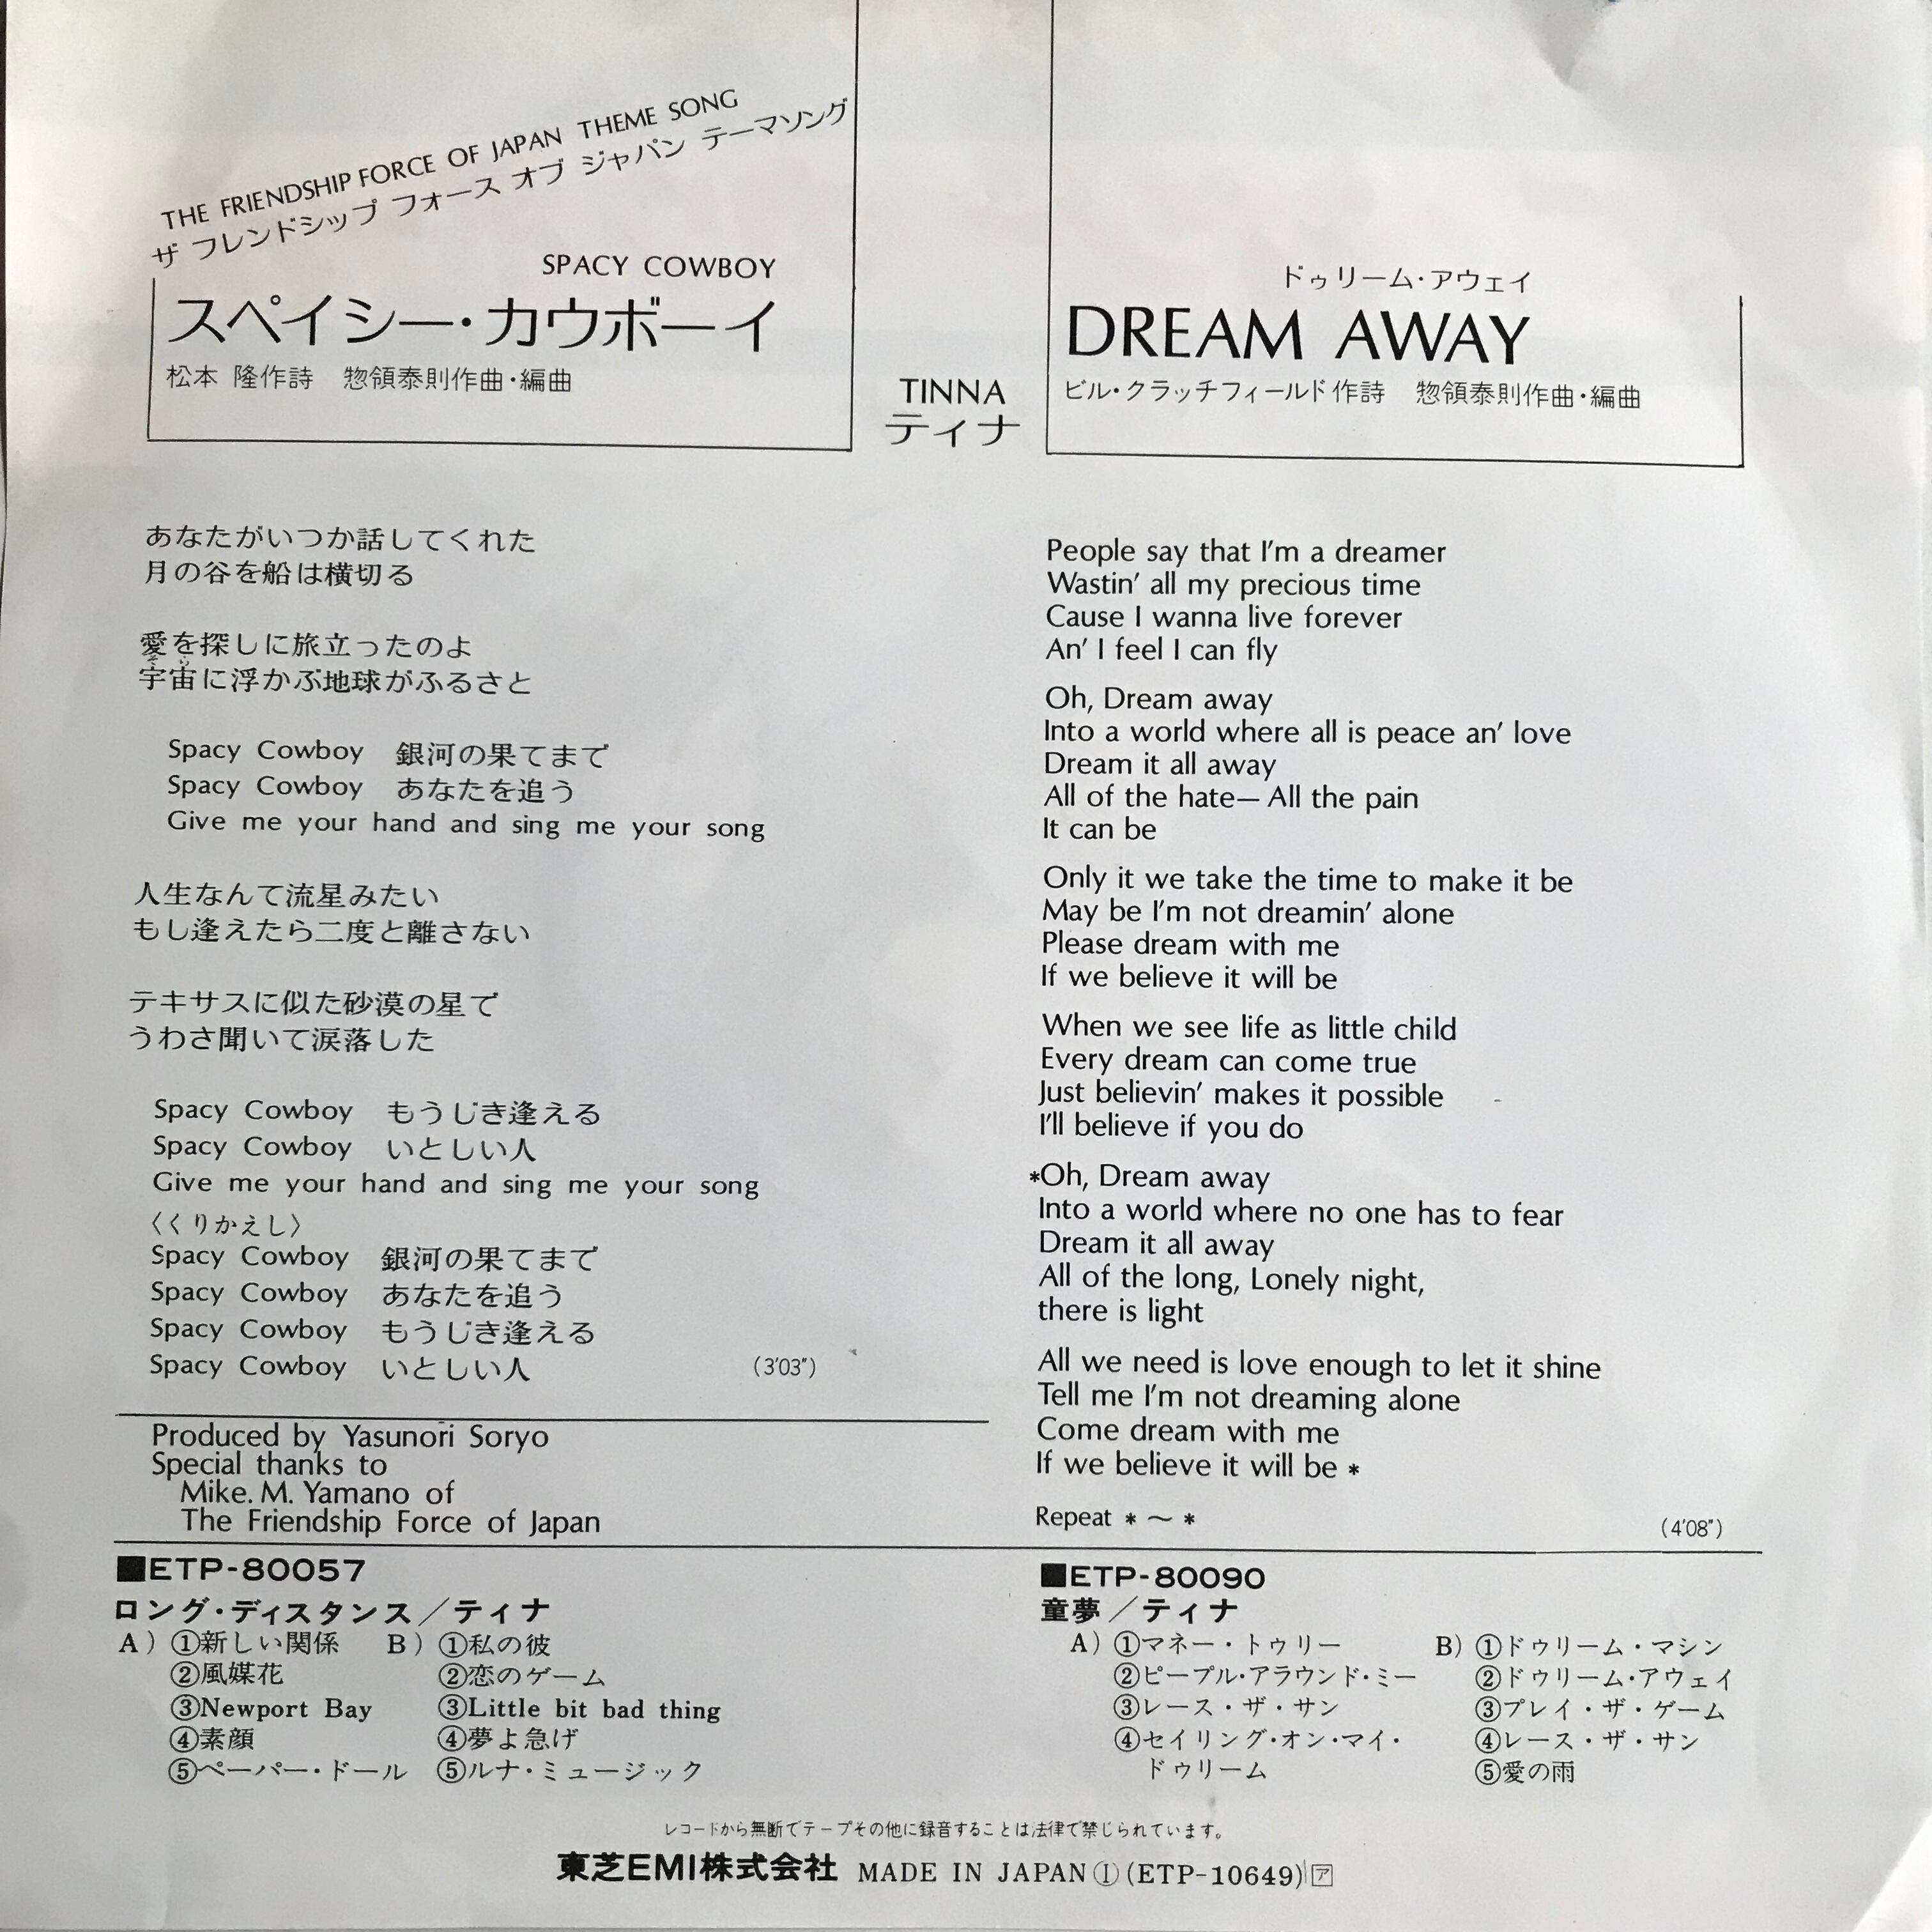 THE FRIENDSHIP FORCE OF JAPAN THEME SONG
ザ フレンドシップ フォース オブ ジャパン テーマソング
SPACY COWBOY
スペイシー・カウボーイ
松本 隆作詩 惣領泰則作曲・編曲
TINNA
ティナ
ドゥリーム・アウェイ
DREAM AWAY
ビル・クラッチフィールド作詩 惣領泰則作曲・編曲
あなたがいつか話してくれた
月の谷を船は横切る
愛を探しに旅立ったのよ
そら
宇宙に浮かぶ地球がふるさと
Spacy Cowboy 銀河の果てまで
Spacy Cowboy あなたを追う
Give me your hand and sing me your song
人生なんて流星みたい
もし逢えたら二度と離さない
テキサスに似た砂漠の星で
うわさ聞いて涙落した
Spacy Cowboy もうじき逢える
Spacy Cowboy いとしい人
Give me your hand and sing me your song
〈くりかえし〉
Spacy Cowboy 銀河の果てまで
Spacy Cowboy あなたを追う
Spacy Cowboy もうじき逢える
Spacy Cowboy いとしい人 (3'03")
Produced by Yasunori Soryo
Special thanks to
Mike. M. Yamano of
The Friendship Force of Japan
People say that I'm a dreamer
Wastin' all my precious time
Cause I wanna live forever
An' I feel I can fly
Oh, Dream away
Into a world where all is peace an' love
Dream it all away
All of the hate— All the pain
It can be
Only it we take the time to make it be
May be I'm not dreamin' alone
Please dream with me
If we believe it will be
When we see life as little child
Every dream can come true
Just believin' makes it possible
I'll believe if you do
*Oh, Dream away
Into a world where no one has to fear
Dream it all away
All of the long, Lonely night,
there is light
All we need is love enough to let it shine
Tell me I'm not dreaming alone
Come dream with me
If we believe it will be *
Repeat * ～ * (4'08")
■ETP-80057
ロング・ディスタンス／ティナ
A) ①新しい関係 B) ①私の彼
②風媒花 ②恋のゲーム
③Newport Bay ③Little bit bad thing
④素顔 ④夢よ急げ
⑤ペーパー・ドール ⑤ルナ・ミュージック
■ETP-80090
童夢／ティナ
A) ①マネー・トゥリー B) ①ドゥリーム・マシン
②ピープル・アラウンド・ミー ②ドゥリーム・アウェイ
③レース・ザ・サン ③プレイ・ザ・ゲーム
④セイリング・オン・マイ・ ④レース・ザ・サン
ドゥリーム ⑤愛の雨
レコードから無断でテープその他に録音することは法律で禁じられています。
東芝EMI株式会社 MADE IN JAPAN Ⓘ (ETP-10649) ア